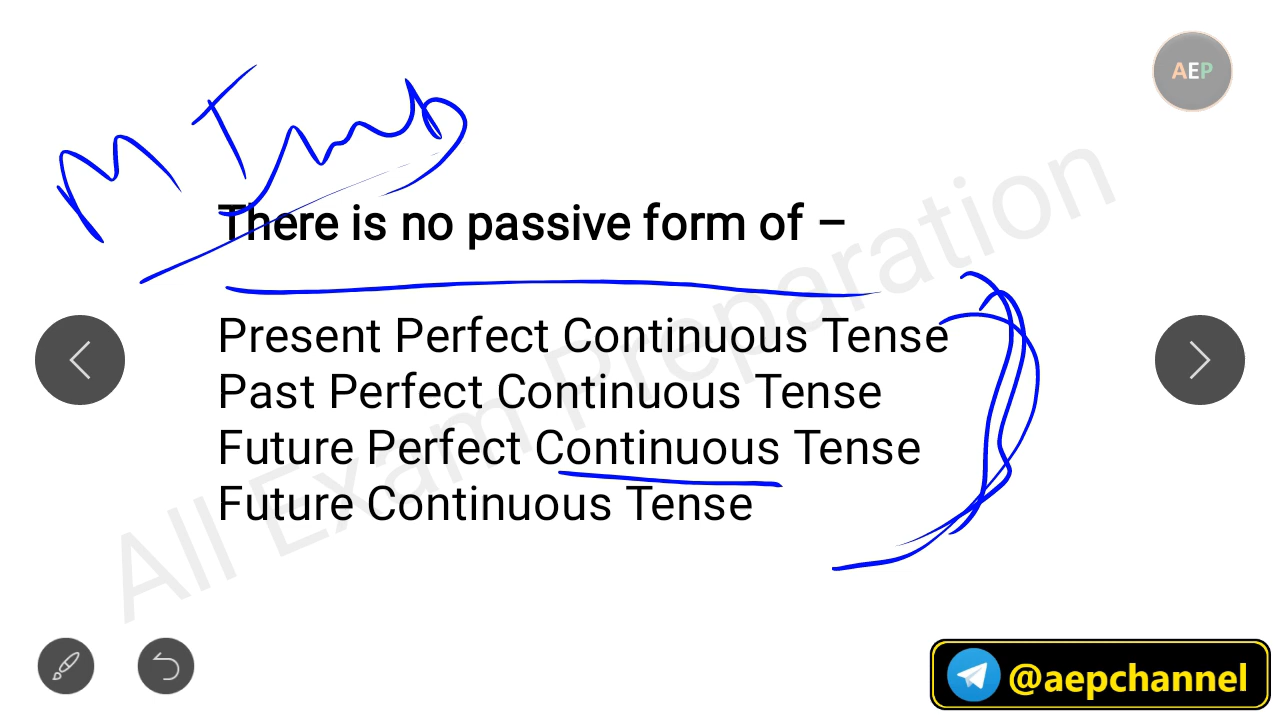 AEP
M Imp
There is no passive form of –
Present Perfect Continuous Tense
Past Perfect Continuous Tense
Future Perfect Continuous Tense
Future Continuous Tense
All Exam Preparation
@aepchannel